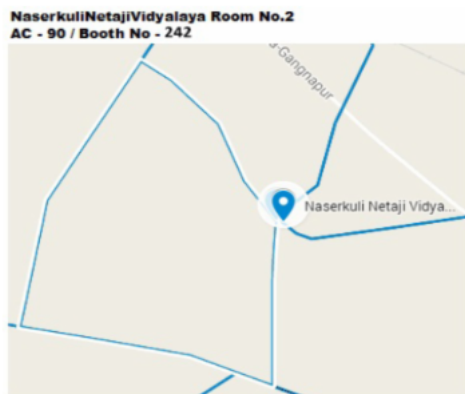 NaserkuliNetajiVidyalaya Room No.2
AC - 90 / Booth No - 242
Gangnapur
Naserkuli Netaji Vidya...